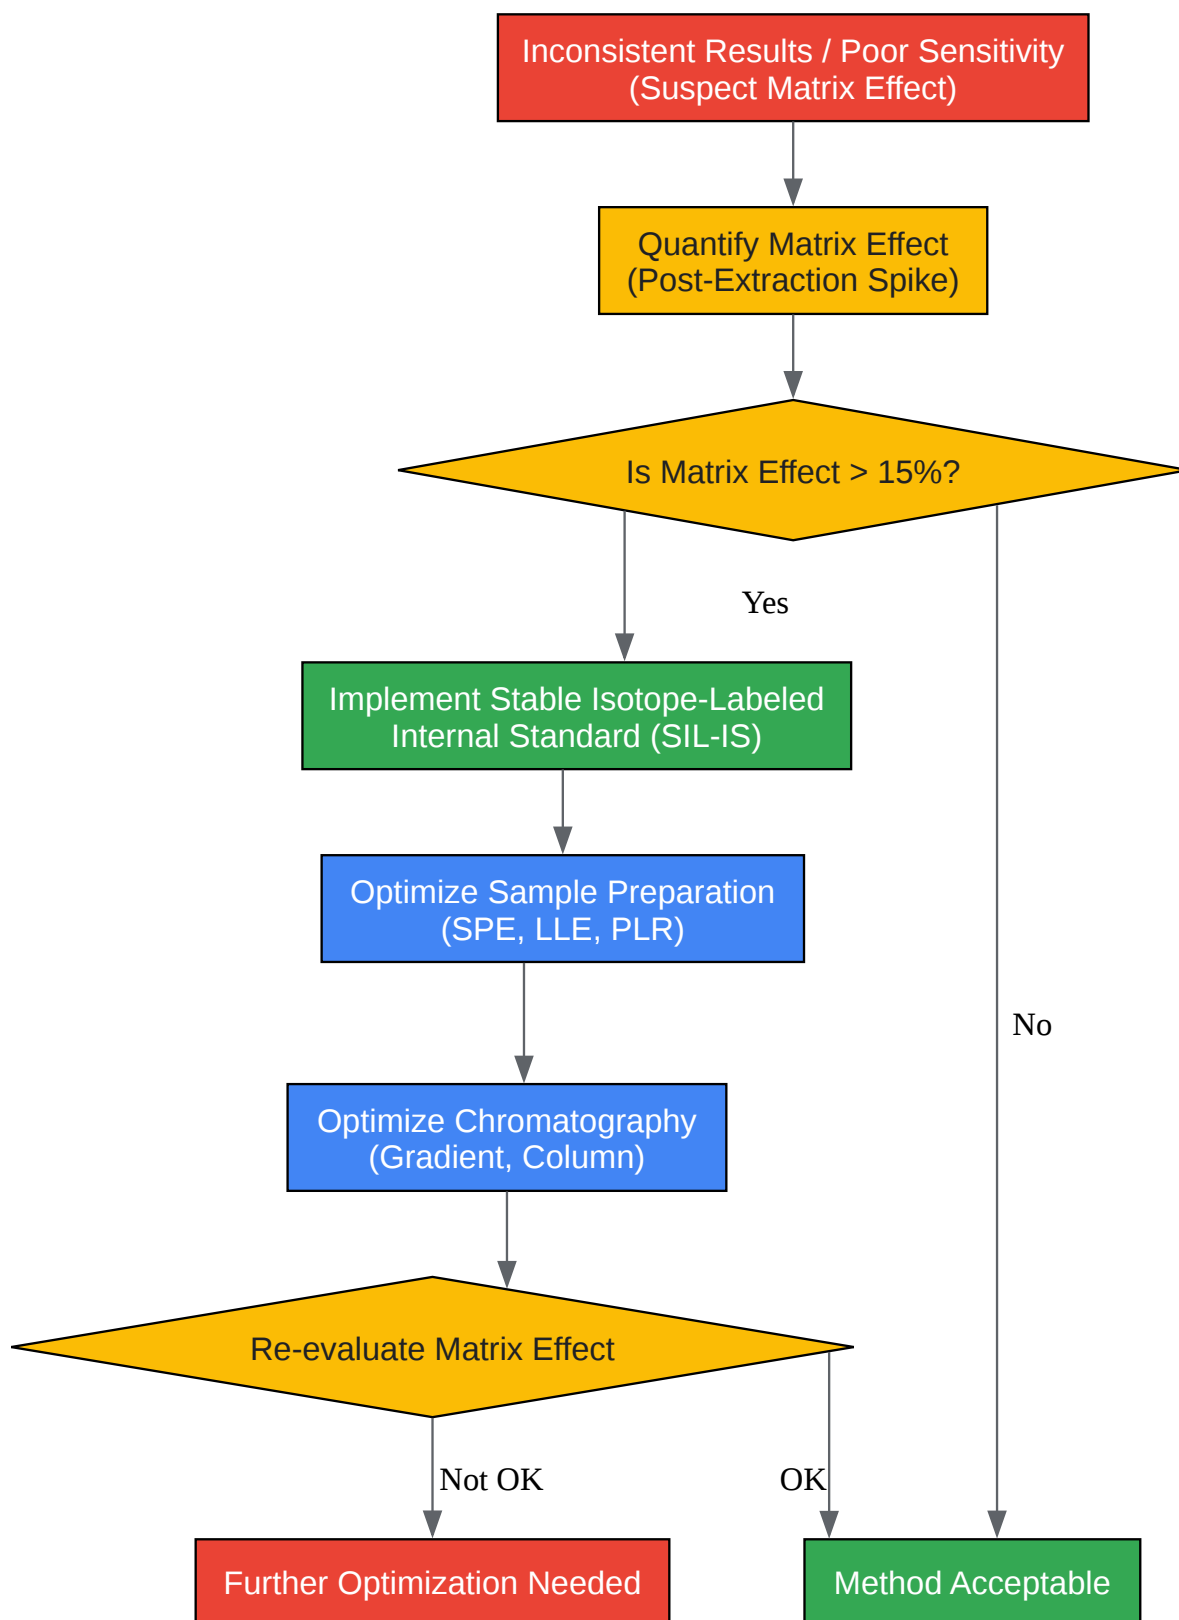 Inconsistent Results / Poor Sensitivity
(Suspect Matrix Effect)
Quantify Matrix Effect
(Post-Extraction Spike)
Is Matrix Effect > 15%?
Yes
Implement Stable Isotope-Labeled
Internal Standard (SIL-IS)
Optimize Sample Preparation
(SPE, LLE, PLR)
No
Optimize Chromatography
(Gradient, Column)
Re-evaluate Matrix Effect
Not OK
OK
Further Optimization Needed
Method Acceptable